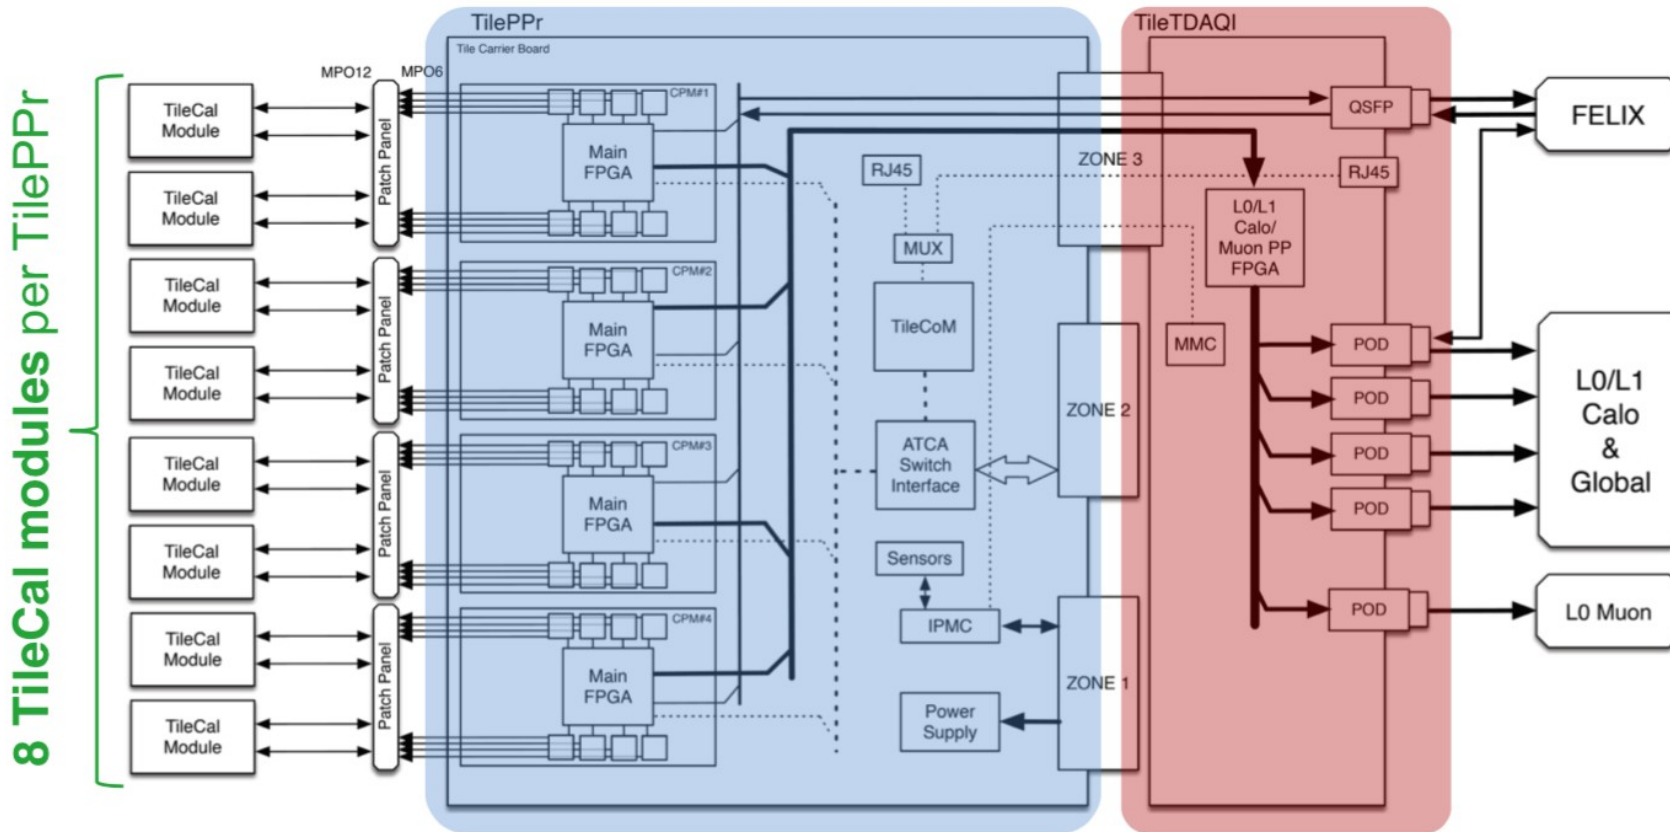 8 TileCal modules per TilePPr
TilePPr
TileTDAQI
Tile Carrier Board
MPO12
MPO6
TileCal
Module
TileCal
Module
TileCal
Module
TileCal
Module
TileCal
Module
TileCal
Module
TileCal
Module
TileCal
Module
Patch Panel
Patch Panel
Patch Panel
Patch Panel
CPM#1
Main
FPGA
CPM#2
Main
FPGA
CPM#3
Main
FPGA
CPM#4
Main
FPGA
RJ45
MUX
TileCoM
ATCA
Switch
Interface
Sensors
IPMC
Power
Supply
ZONE 3
ZONE 2
ZONE 1
QSFP
RJ45
L0/L1
Calo/
Muon PP
FPGA
MMC
POD
POD
POD
POD
POD
FELIX
L0/L1
Calo
&
Global
L0 Muon